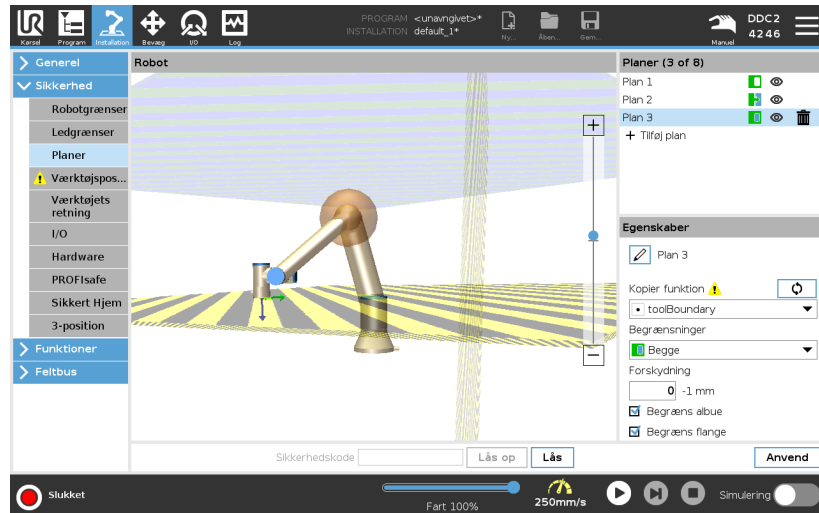 PROGRAM <unavngivet>*
INSTALLATION default_1*
Kørsel Program Installation Bevæg I/O Log
Ny... Åben... Gem...
Manuel
DDC2
4246
Generel
Sikkerhed
Robotgrænser
Ledgrænser
Planer
Værktøjspos...
Værktøjets
retning
I/O
Hardware
PROFIsafe
Sikkert Hjem
3-position
Funktioner
Feltbus
Robot
+
−
Planer (3 of 8)
Plan 1
Plan 2
Plan 3
+ Tilføj plan
Egenskaber
Plan 3
Kopier funktion
toolBoundary
Begrænsninger
Begge
Forskydning
0 -1 mm
Begræns albue
Begræns flange
Sikkerhedskode Lås op Lås
Anvend
Slukket
Fart 100%
250mm/s
Simulering